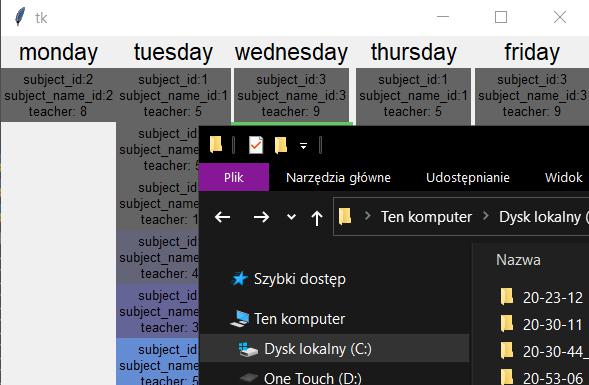 tk
monday tuesday wednesday thursday friday
subject_id:2 subject_id:1 subject_id:3 subject_id:1 subject_id:3
subject_name_id:2 subject_name_id:1 subject_name_id:3 subject_name_id:1 subject_name_id:3
teacher: 8 teacher: 5 teacher: 9 teacher: 5 teacher: 9
subject_id:
subject_name
teacher: 5
subject_id:
subject_name
teacher: 1
subject_id:
subject_name
teacher: 4
subject_id:
subject_name
teacher: 3
subject_id:
subject_name
teacher: 5
Plik Narzędzia główne Udostępnianie Widok
Ten komputer Dysk lokalny (
Nazwa
Szybki dostęp
Ten komputer
Dysk lokalny (C:)
One Touch (D:)
20-23-12
20-30-11
20-30-44_
20-53-06